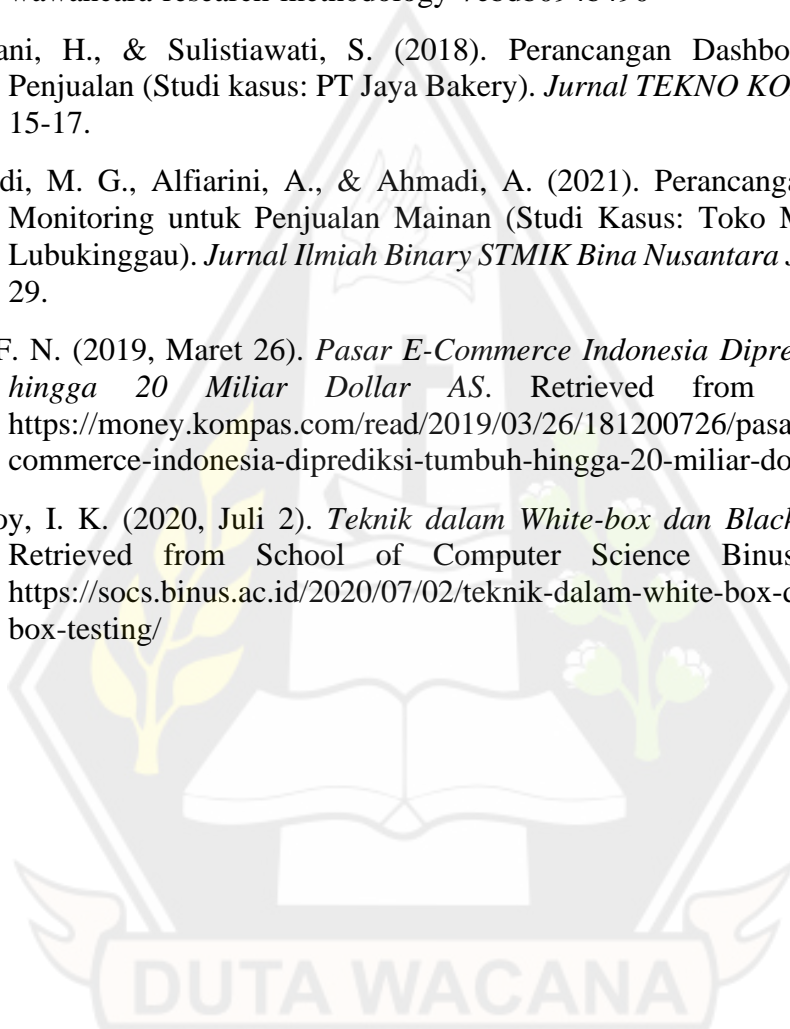 ani, H., & Sulistiawati, S. (2018). Perancangan Dashbo
Penjualan (Studi kasus: PT Jaya Bakery). Jurnal TEKNO KO
15-17.
di, M. G., Alfiarini, A., & Ahmadi, A. (2021). Perancanga
Monitoring untuk Penjualan Mainan (Studi Kasus: Toko M
Lubukinggau). Jurnal Ilmiah Binary STMIK Bina Nusantara J
29.
F. N. (2019, Maret 26). Pasar E-Commerce Indonesia Dipre
hingga 20 Miliar Dollar AS. Retrieved from
https://money.kompas.com/read/2019/03/26/181200726/pasa
commerce-indonesia-diprediksi-tumbuh-hingga-20-miliar-do
oy, I. K. (2020, Juli 2). Teknik dalam White-box dan Black
Retrieved from School of Computer Science Binus
https://socs.binus.ac.id/2020/07/02/teknik-dalam-white-box-d
box-testing/
DUTA WACANA